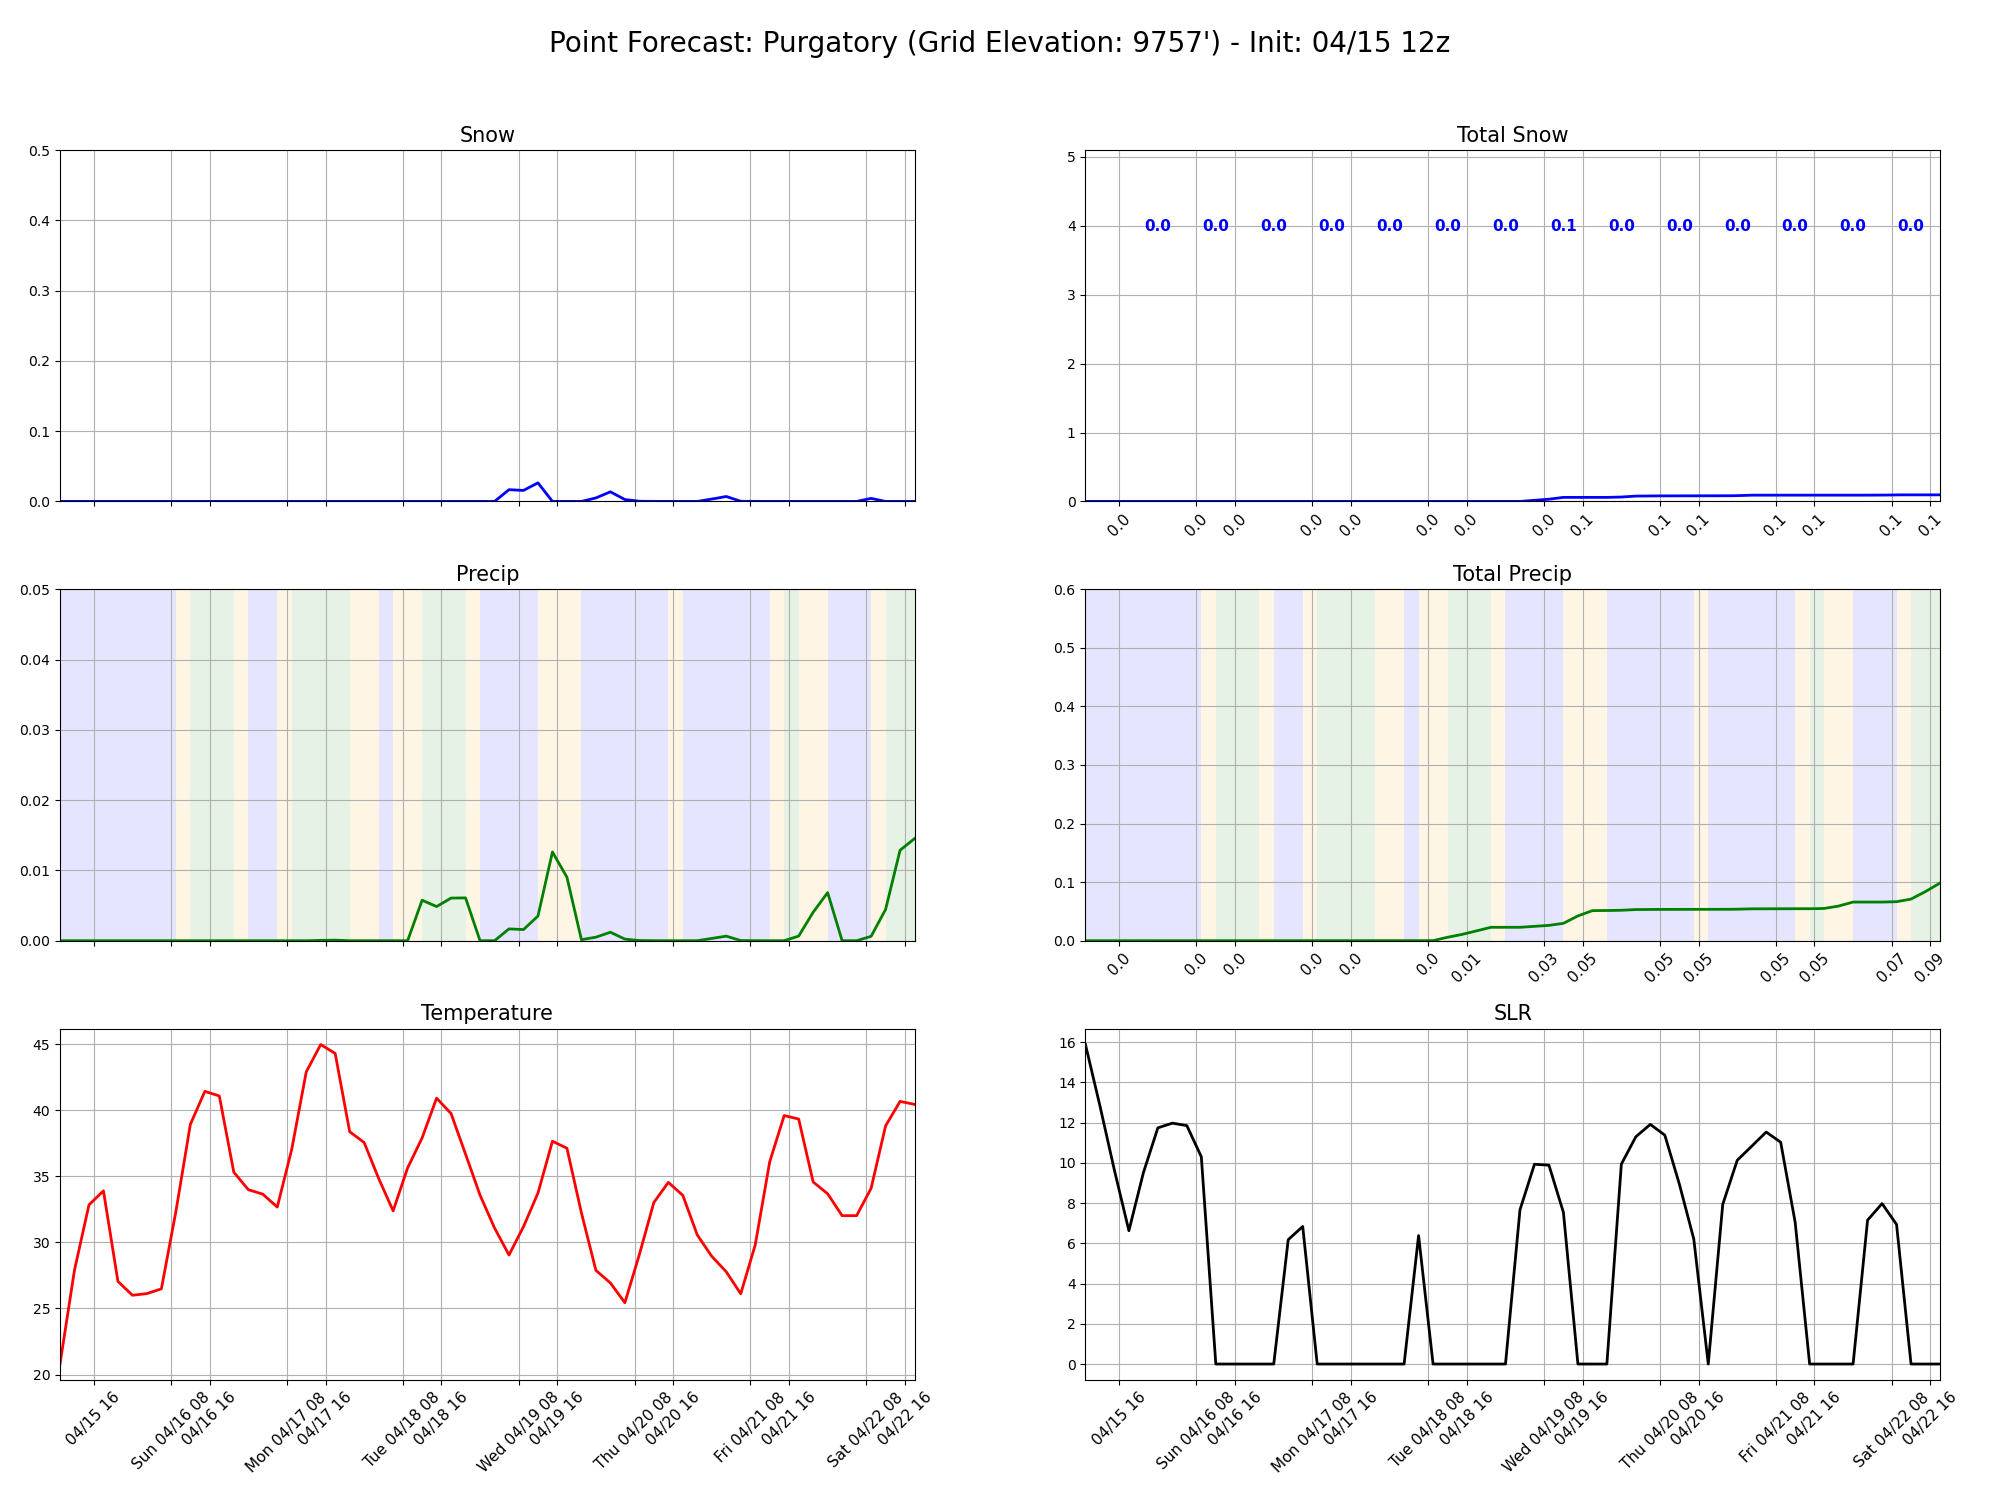 Point Forecast: Purgatory (Grid Elevation: 9757') - Init: 04/15 12z
Snow
0.5
0.4
0.3
0.2
0.1
0.0
Total Snow
5
4
3
2
1
0
0.0 0.0 0.0 0.0 0.0 0.0 0.0 0.1 0.0 0.0 0.0 0.0 0.0 0.0
0.0 0.0 0.0 0.0 0.0 0.0 0.0 0.0 0.1 0.1 0.1 0.1 0.1 0.1 0.1
Precip
0.05
0.04
0.03
0.02
0.01
0.00
Total Precip
0.6
0.5
0.4
0.3
0.2
0.1
0.0
0.0 0.0 0.0 0.0 0.0 0.0 0.01 0.03 0.05 0.05 0.05 0.05 0.05 0.07 0.09
Temperature
45
40
35
30
25
20
04/15 16
Sun 04/16 08
04/16 16
Mon 04/17 08
04/17 16
Tue 04/18 08
04/18 16
Wed 04/19 08
04/19 16
Thu 04/20 08
04/20 16
Fri 04/21 08
04/21 16
Sat 04/22 08
04/22 16
SLR
16
14
12
10
8
6
4
2
0
04/15 16
Sun 04/16 08
04/16 16
Mon 04/17 08
04/17 16
Tue 04/18 08
04/18 16
Wed 04/19 08
04/19 16
Thu 04/20 08
04/20 16
Fri 04/21 08
04/21 16
Sat 04/22 08
04/22 16